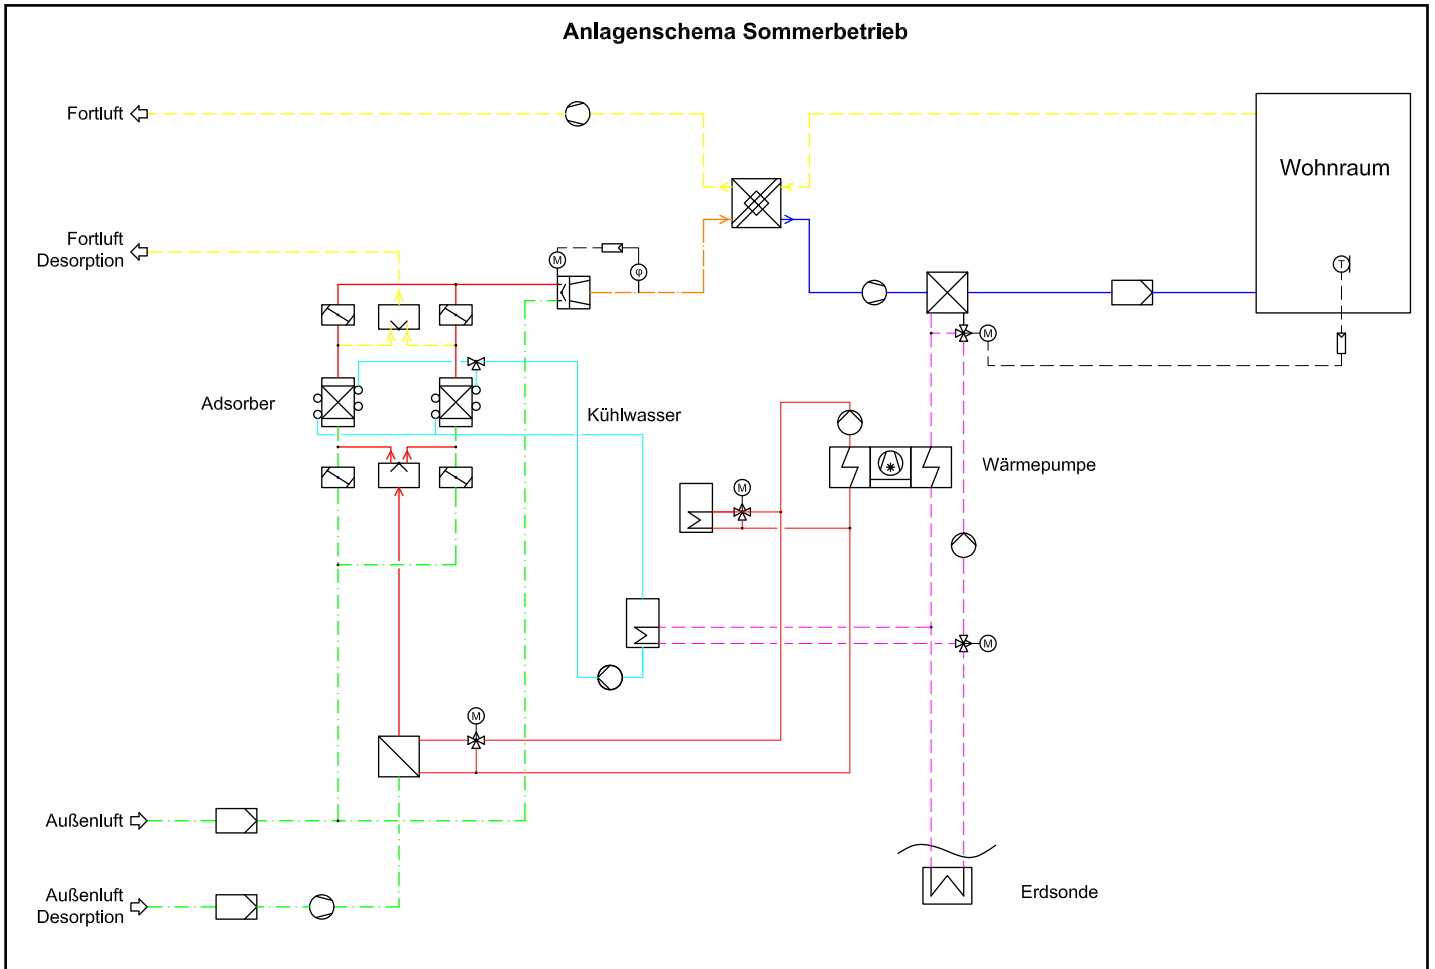 Anlagenschema Sommerbetrieb
Fortluft
Wohnraum
Fortluft
Desorption
M
φ
T
M
Adsorber
Kühlwasser
Wärmepumpe
M
M
M
Außenluft
Außenluft
Desorption
Erdsonde